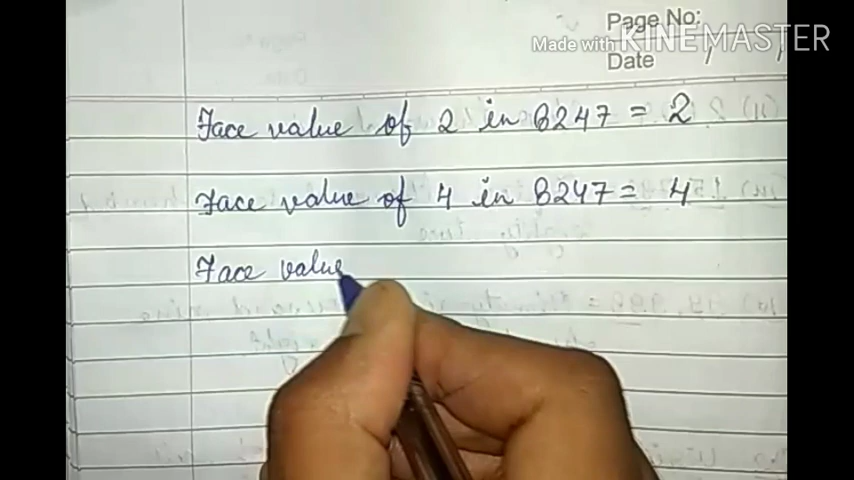 Page No:
Made with KINEMASTER
Date / /
Face value of 2 in 8247 = 2
Face value of 4 in 8247 = 4
Face value